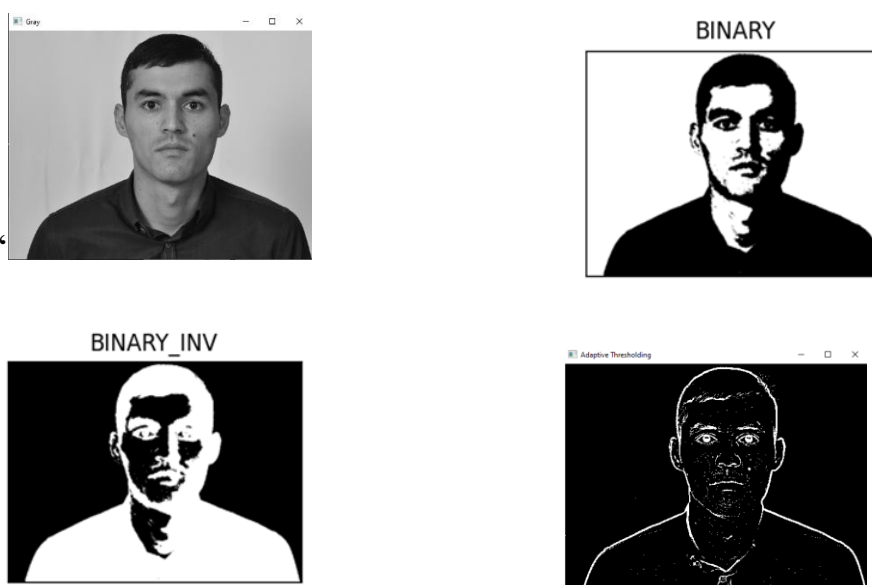 Gray
BINARY
“
BINARY_INV
Adaptive Thresholding